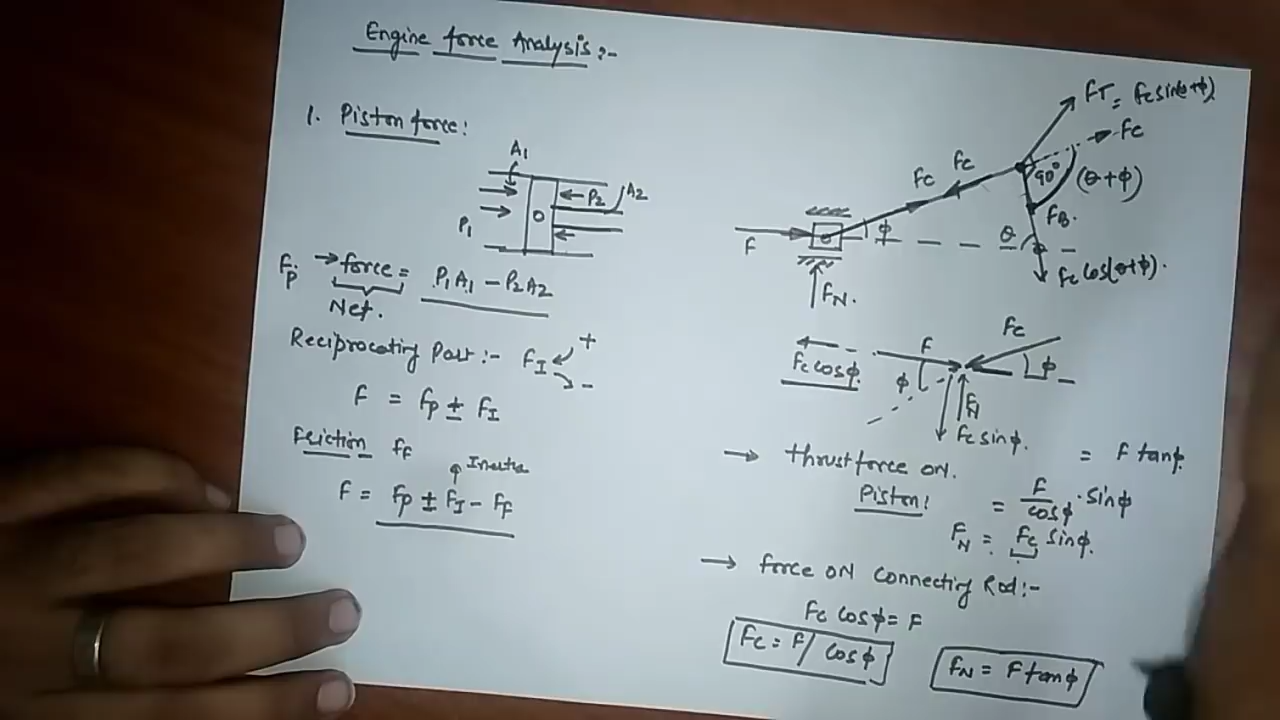 Engine force Analysis:-
1. Piston force:
A1
P2
A2
P1
Fp → force = P1A1 - P2A2
Net.
Reciprocating Part:- FI + -
F = Fp ± FI
Friction FF
Inertia
F = Fp ± FI - FF
FT = Fc sin(θ+ϕ)
Fc
Fc
Fc
90°
(θ+ϕ)
ϕ
θ
FB.
F
Fc cos(θ+ϕ).
FN.
Fc
F
Fc cosϕ
ϕ
ϕ
FN
Fc sinϕ.
→ thrust force on
Piston:
= F tanϕ.
= F/cosϕ · sinϕ
FN = Fc sinϕ.
→ force on Connecting Rod:-
Fc cosϕ = F
Fc = F/cosϕ
FN = F tanϕ